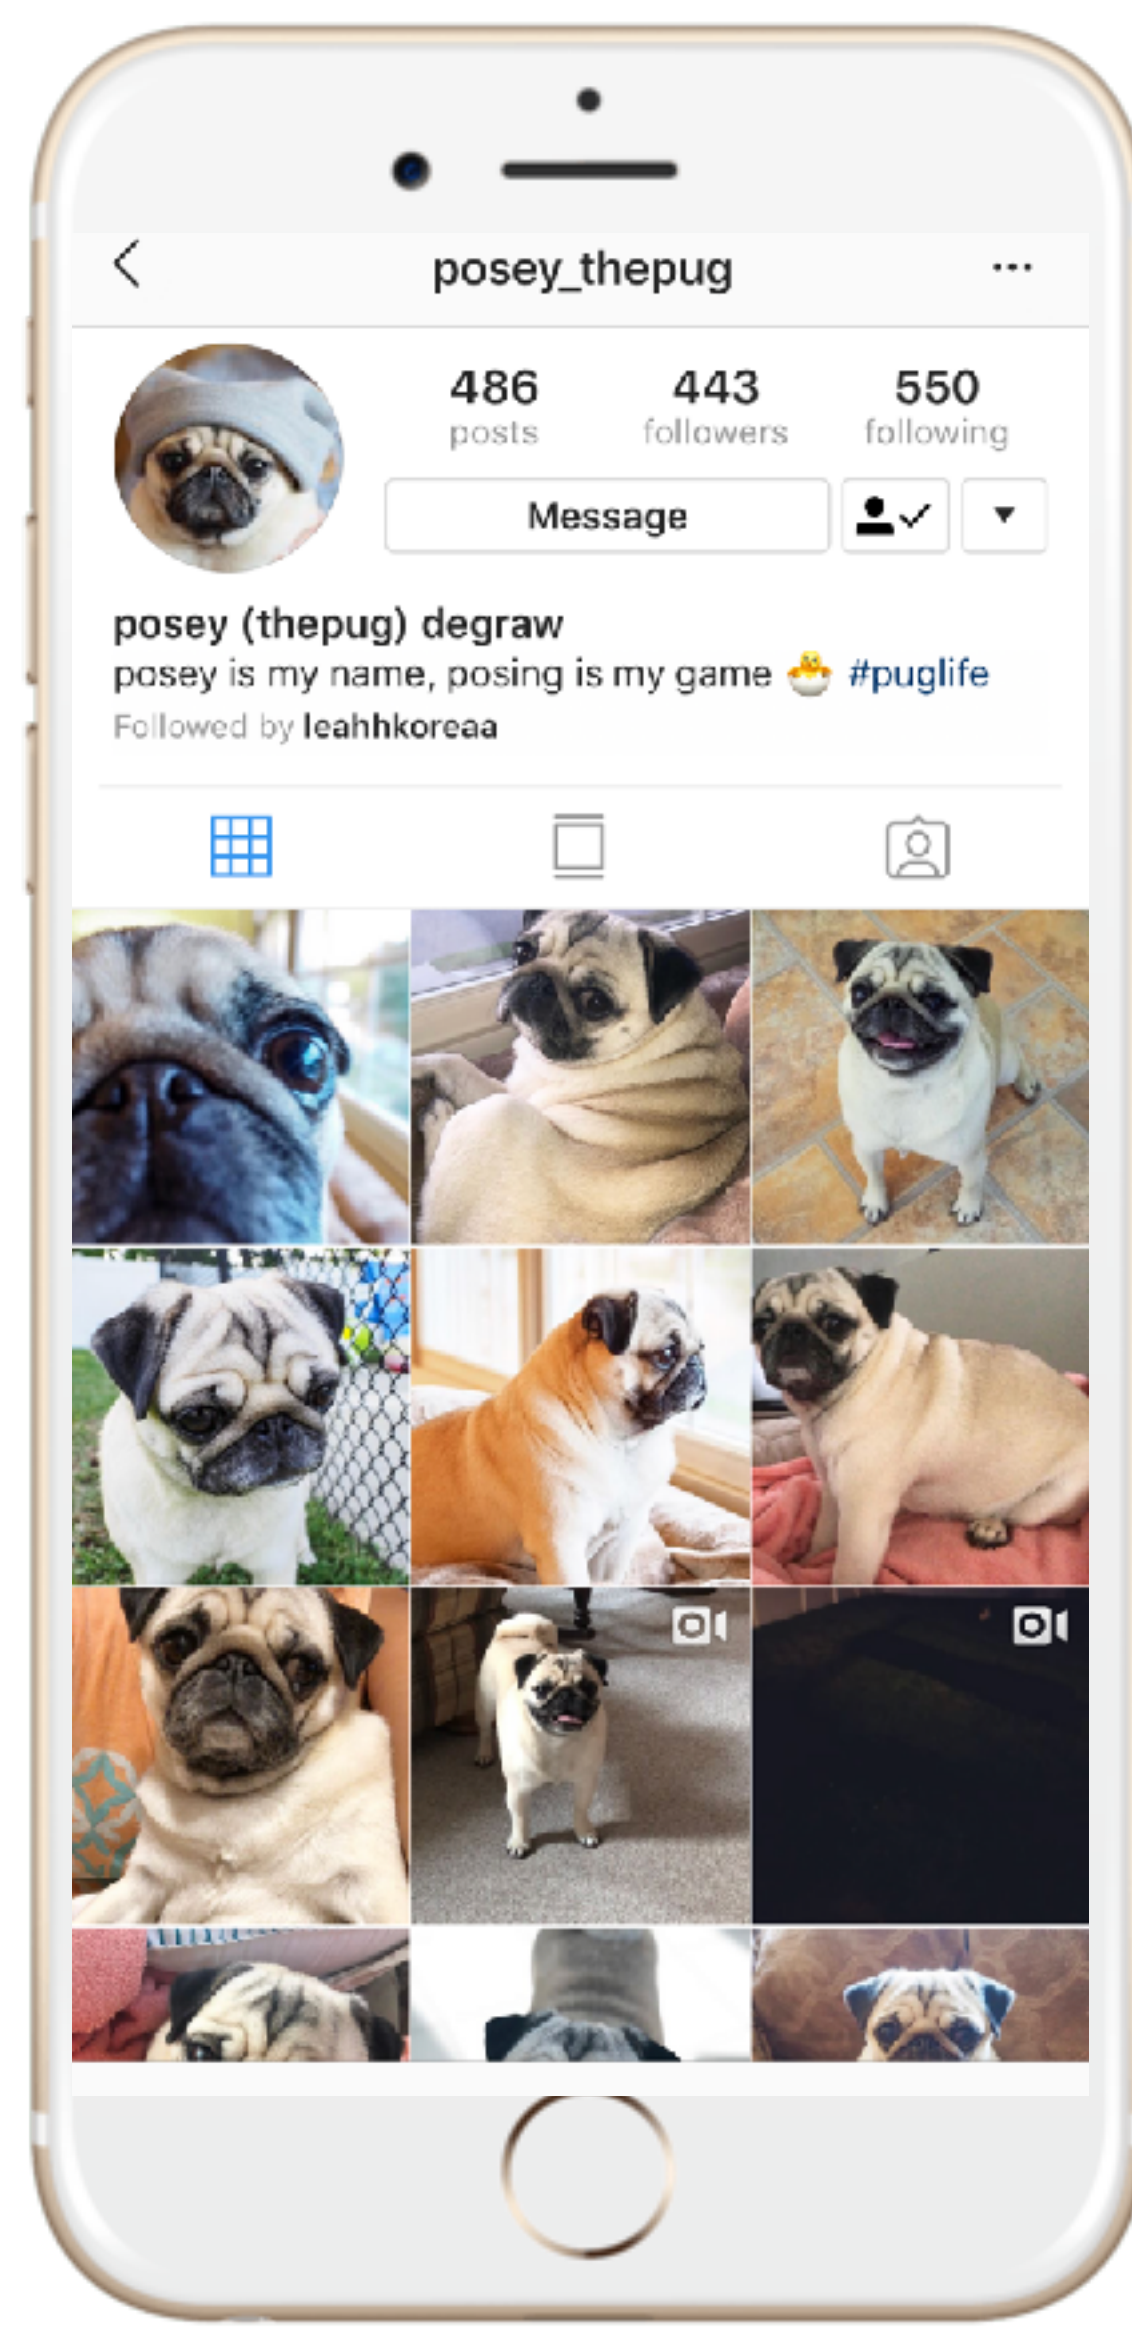 posey_thepug
486 443 550
posts followers following
Message
posey (thepug) degraw
posey is my name, posing is my game 🐣 #puglife
Followed by leahhkoreaa